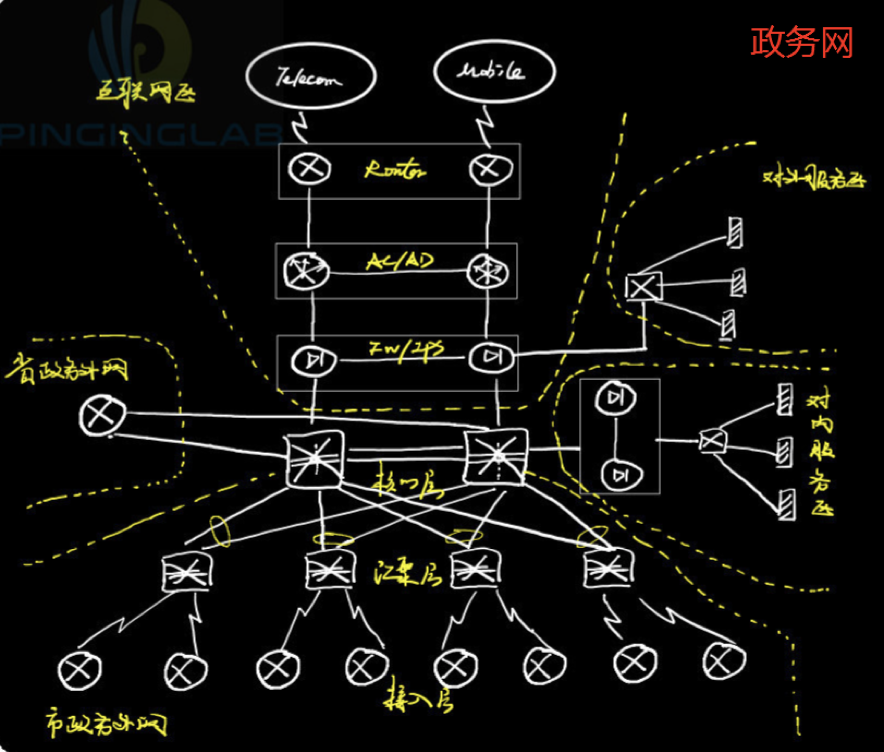 政务网
互联网区
PINGINGLAB
Telecom
Mobile
Router
AC/AD
FW/IPS
对外服务区
省政务外网
对内服务区
核心层
汇聚层
接入层
市政务外网